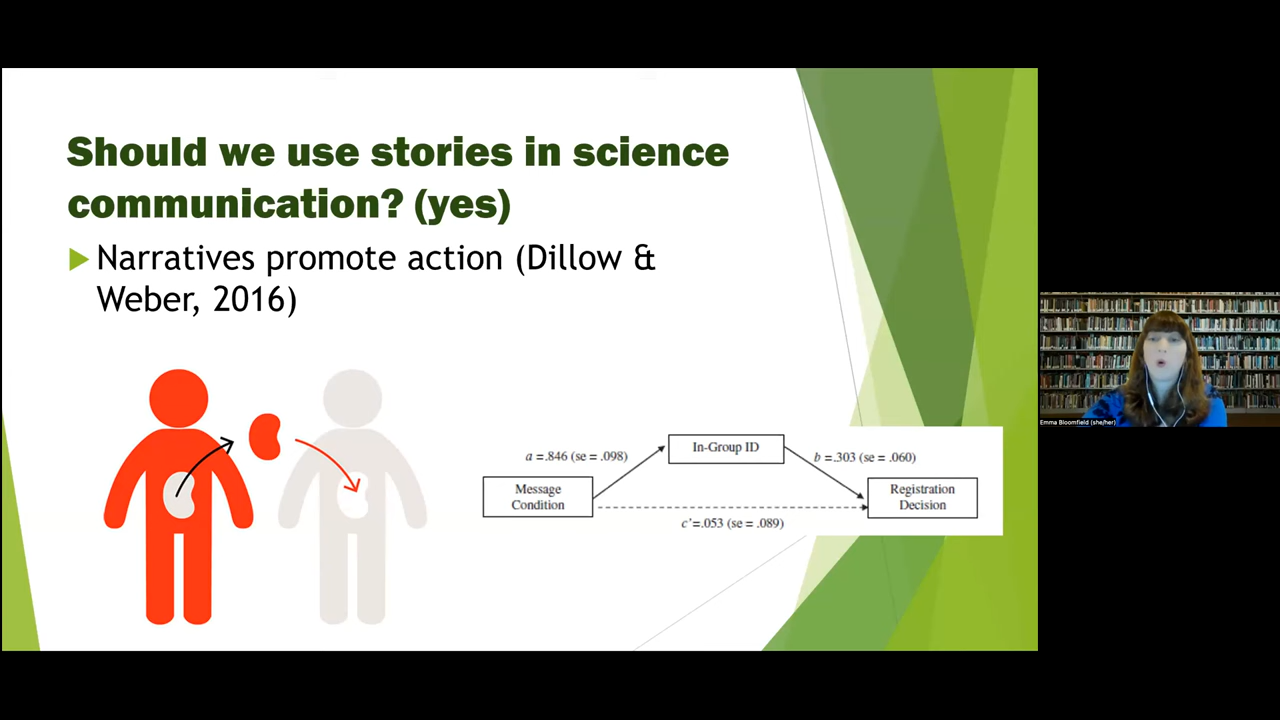 Should we use stories in science
communication? (yes)
Narratives promote action (Dillow &
Weber, 2016)
In-Group ID
a =.846 (se = .098)
b =.303 (se = .060)
Message
Condition
Registration
Decision
c'=.053 (se = .089)
Emma Bloomfield (she/her)